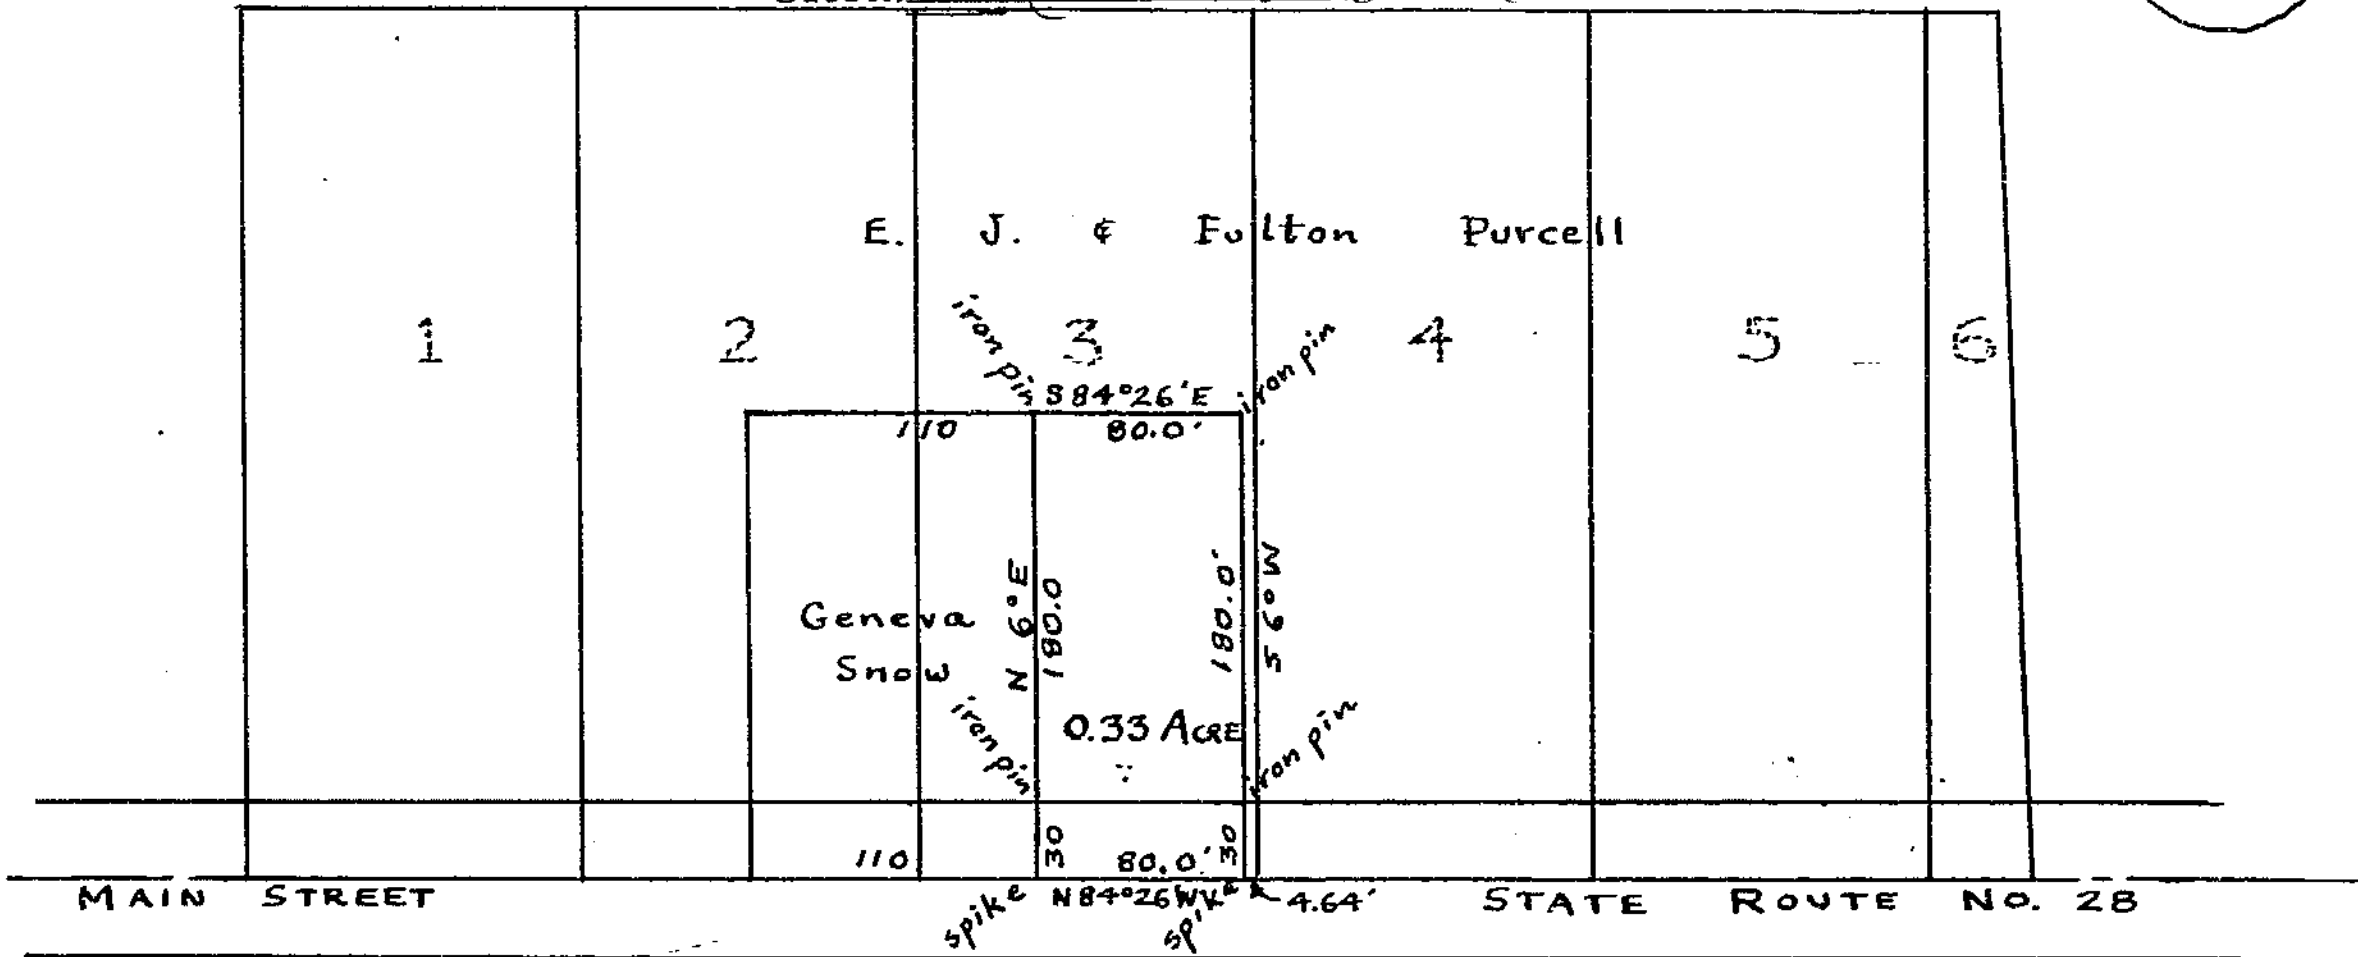 E. J. & Fulton Purcell
1 2 3 4 5 6
iron pin
iron pin
S 84°26'E
110
80.0'
N 6°E
180.0
180.0'
S 6°W
Geneva
Snow
0.33 ACRE
iron pin
iron pin
110
30
80.0'
30
MAIN STREET
spike
N 84°26'W
spike
4.64'
STATE ROUTE NO. 28